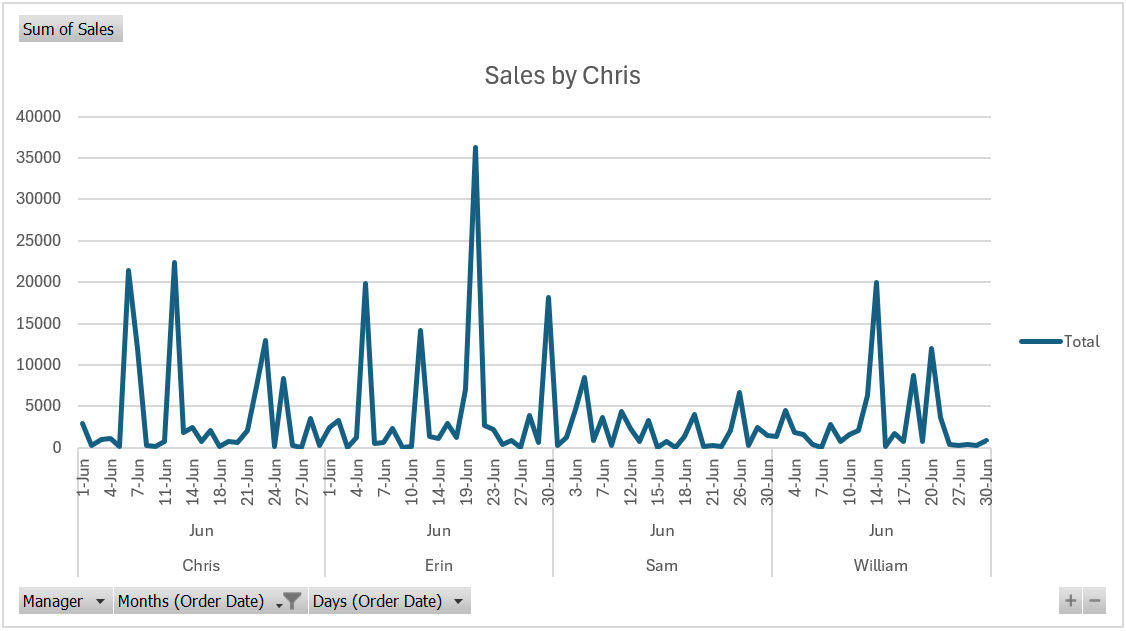 Sum of Sales
Sales by Chris
40000
35000
30000
25000
20000
15000
10000
5000
0
Total
1-Jun 4-Jun 7-Jun 11-Jun 14-Jun 18-Jun 21-Jun 24-Jun 27-Jun 1-Jun 4-Jun 7-Jun 10-Jun 14-Jun 19-Jun 23-Jun 27-Jun 30-Jun 3-Jun 7-Jun 12-Jun 15-Jun 18-Jun 21-Jun 26-Jun 30-Jun 4-Jun 7-Jun 10-Jun 14-Jun 17-Jun 20-Jun 27-Jun 30-Jun
Jun Jun Jun Jun
Chris Erin Sam William
Manager Months (Order Date) Days (Order Date)